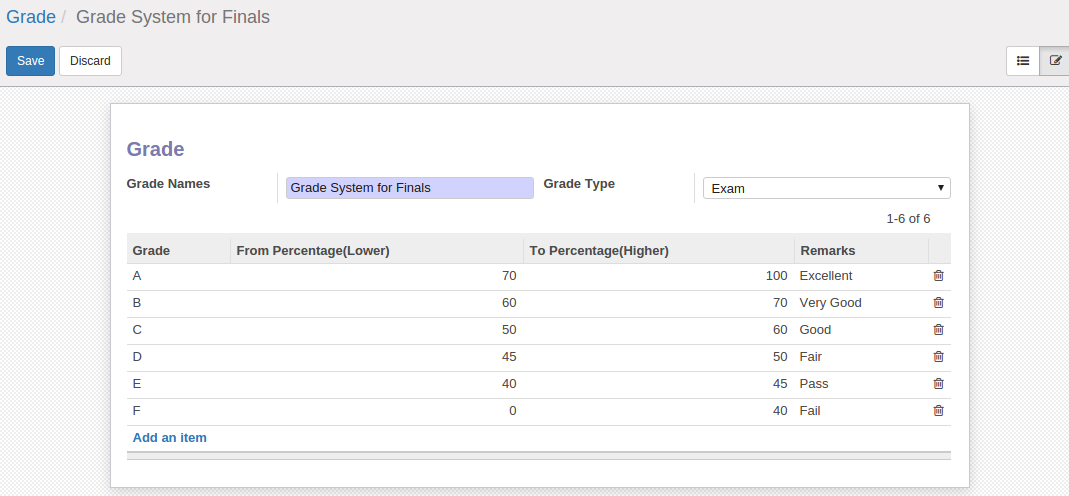 Grade / Grade System for Finals
Save Discard
Grade
Grade Names Grade System for Finals Grade Type Exam
1-6 of 6
Grade From Percentage(Lower) To Percentage(Higher) Remarks
A 70 100 Excellent
B 60 70 Very Good
C 50 60 Good
D 45 50 Fair
E 40 45 Pass
F 0 40 Fail
Add an item